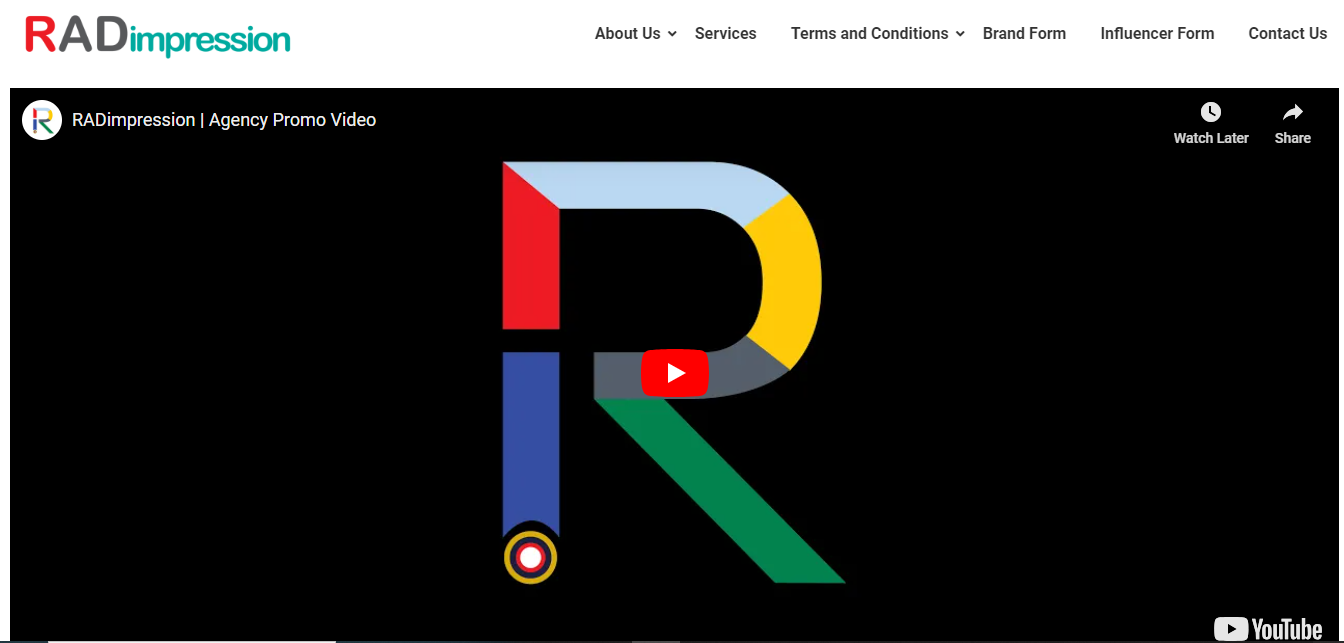 RADimpression
About Us
Services
Terms and Conditions
Brand Form
Influencer Form
Contact Us
RADimpression | Agency Promo Video
Watch Later
Share
YouTube